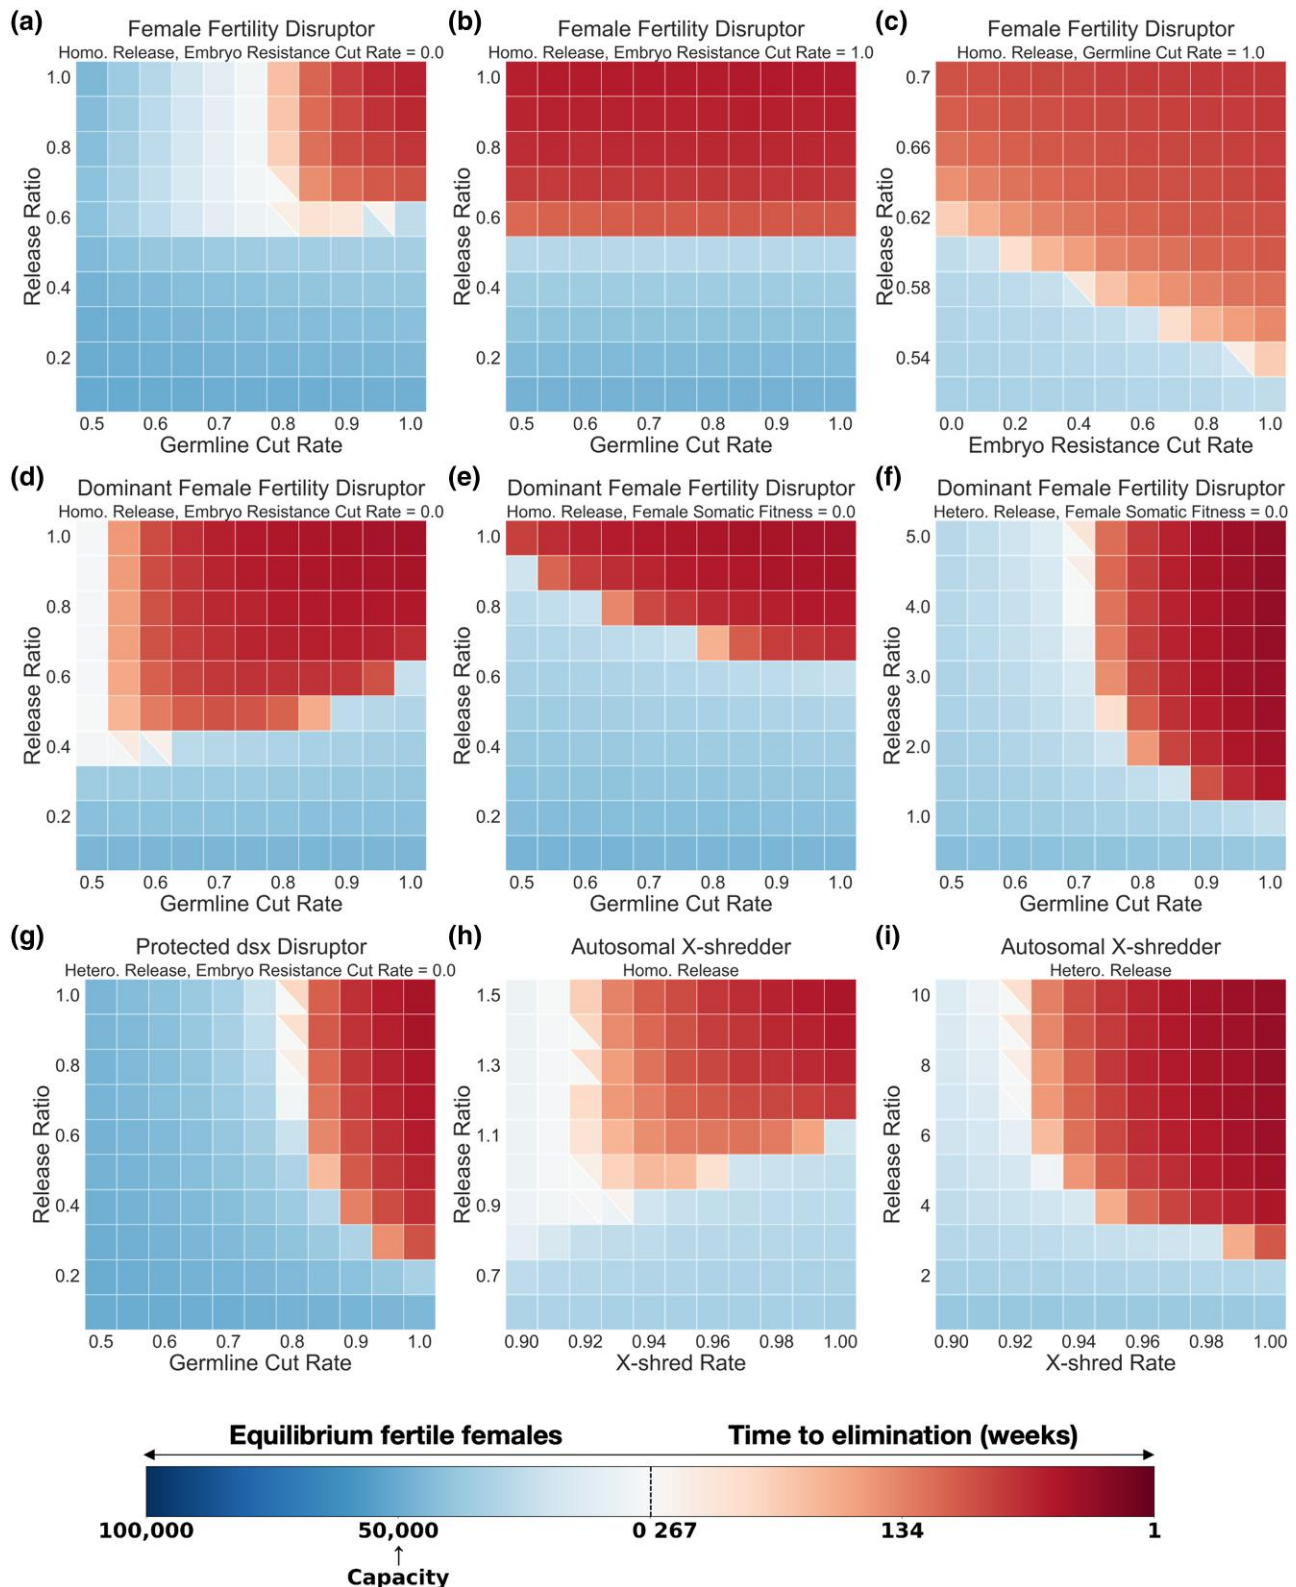 (a) Female Fertility Disruptor
Homo. Release, Embryo Resistance Cut Rate = 0.0
Release Ratio
1.0
0.8
0.6
0.4
0.2
0.5 0.6 0.7 0.8 0.9 1.0
Germline Cut Rate
(b) Female Fertility Disruptor
Homo. Release, Embryo Resistance Cut Rate = 1.0
Release Ratio
1.0
0.8
0.6
0.4
0.2
0.5 0.6 0.7 0.8 0.9 1.0
Germline Cut Rate
(c) Female Fertility Disruptor
Homo. Release, Germline Cut Rate = 1.0
Release Ratio
0.7
0.66
0.62
0.58
0.54
0.0 0.2 0.4 0.6 0.8 1.0
Embryo Resistance Cut Rate
(d) Dominant Female Fertility Disruptor
Homo. Release, Embryo Resistance Cut Rate = 0.0
Release Ratio
1.0
0.8
0.6
0.4
0.2
0.5 0.6 0.7 0.8 0.9 1.0
Germline Cut Rate
(e) Dominant Female Fertility Disruptor
Homo. Release, Female Somatic Fitness = 0.0
Release Ratio
1.0
0.8
0.6
0.4
0.2
0.5 0.6 0.7 0.8 0.9 1.0
Germline Cut Rate
(f) Dominant Female Fertility Disruptor
Hetero. Release, Female Somatic Fitness = 0.0
Release Ratio
5.0
4.0
3.0
2.0
1.0
0.5 0.6 0.7 0.8 0.9 1.0
Germline Cut Rate
(g) Protected dsx Disruptor
Hetero. Release, Embryo Resistance Cut Rate = 0.0
Release Ratio
1.0
0.8
0.6
0.4
0.2
0.5 0.6 0.7 0.8 0.9 1.0
Germline Cut Rate
(h) Autosomal X-shredder
Homo. Release
Release Ratio
1.5
1.3
1.1
0.9
0.7
0.90 0.92 0.94 0.96 0.98 1.00
X-shred Rate
(i) Autosomal X-shredder
Hetero. Release
Release Ratio
10
8
6
4
2
0.90 0.92 0.94 0.96 0.98 1.00
X-shred Rate
Equilibrium fertile females Time to elimination (weeks)
100,000 50,000 0 267 134 1
↑
Capacity